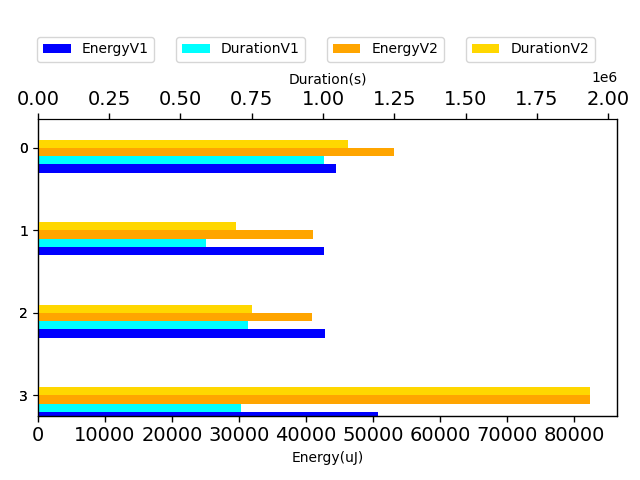 EnergyV1 DurationV1 EnergyV2 DurationV2
Duration(s)
1e6
0.00 0.25 0.50 0.75 1.00 1.25 1.50 1.75 2.00
0
1
2
3
0 10000 20000 30000 40000 50000 60000 70000 80000
Energy(uJ)